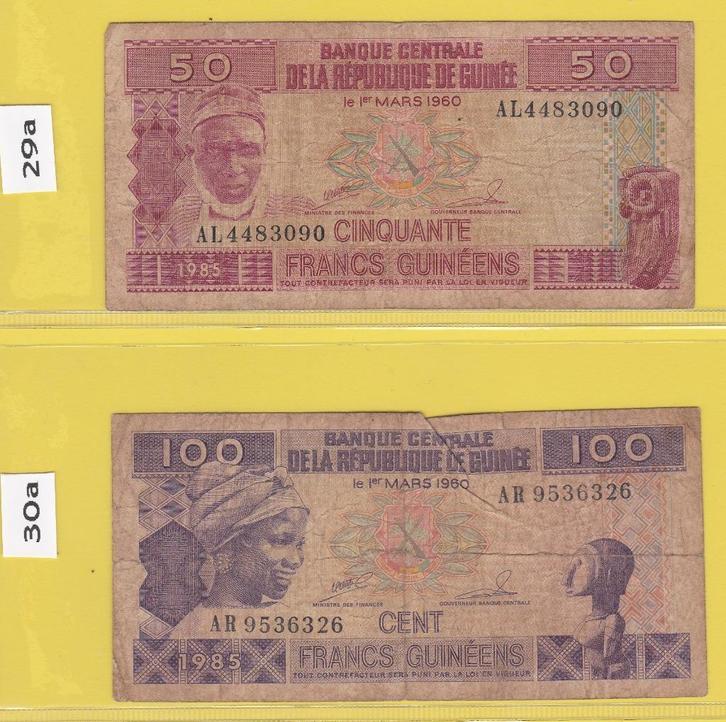 29a
50
BANQUE CENTRALE
50
DE LA RÉPUBLIQUE DE GUINÉE
le 1er MARS 1960
AL4483090
MINISTRE DES FINANCES
GOUVERNEUR BANQUE CENTRALE
AL4483090
CINQUANTE
1985
FRANCS GUINÉENS
TOUT CONTREFACTEUR SERA PUNI PAR LA LOI EN VIGUEUR
30a
100
BANQUE CENTRALE
100
DE LA RÉPUBLIQUE DE GUINÉE
le 1er MARS 1960
AR 9536326
MINISTRE DES FINANCES
GOUVERNEUR BANQUE CENTRALE
AR 9536326
CENT
1985
FRANCS GUINÉENS
TOUT CONTREFACTEUR SERA PUNI PAR LA LOI EN VIGUEUR